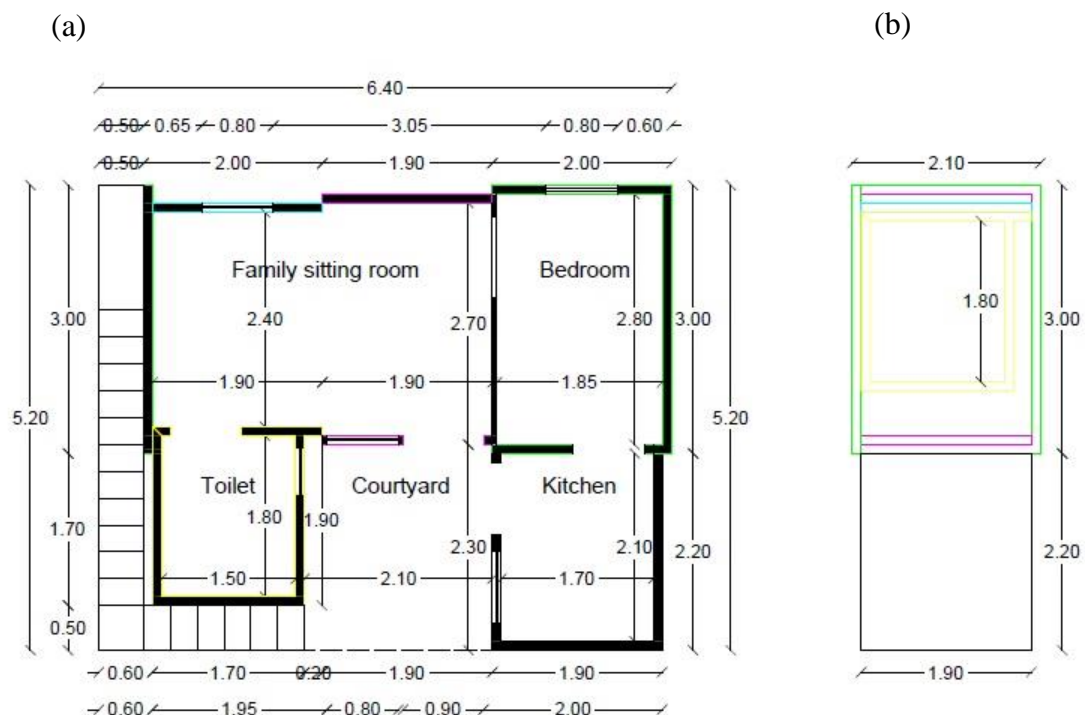 (a) (b)
6.40
0.50 0.65 0.80 3.05 0.80 0.60
0.50 2.00 1.90 2.00 2.10
Family sitting room Bedroom
1.80
3.00 2.40 2.70 2.80 3.00 3.00
1.90 1.90 1.85
5.20 5.20
Toilet Courtyard Kitchen
1.70 1.80 1.90 2.30 2.10 2.20 2.20
1.50 2.10 1.70
0.50
0.60 1.70 0.20 1.90 1.90 1.90
0.60 1.95 0.80 0.90 2.00